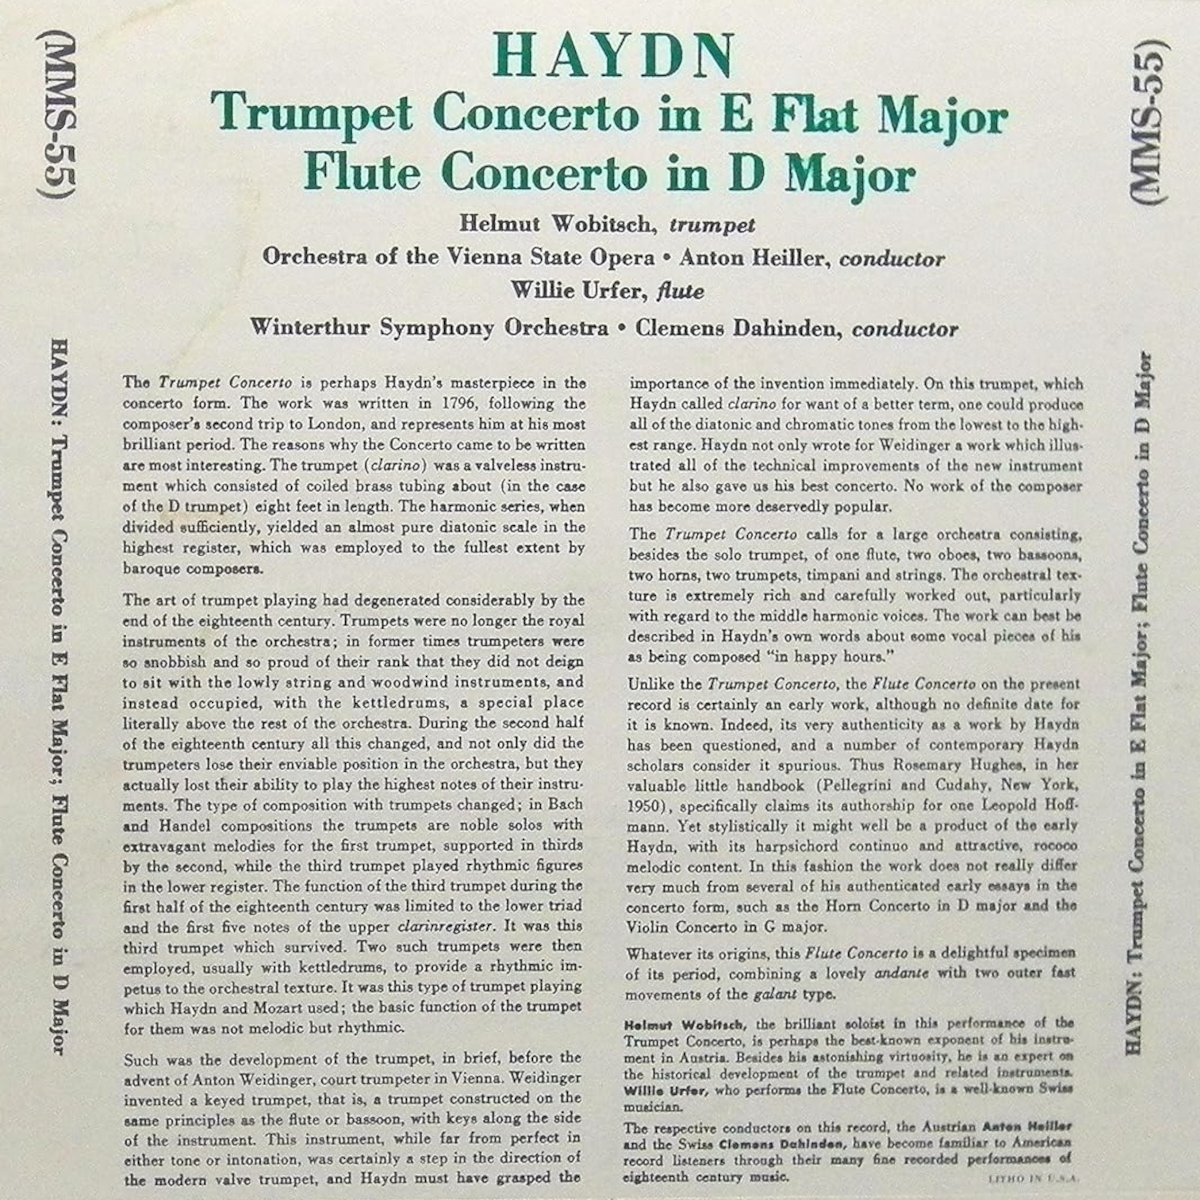 (MMS-55)
HAYDN
Trumpet Concerto in E Flat Major
Flute Concerto in D Major
Helmut Wobitsch, trumpet
Orchestra of the Vienna State Opera • Anton Heiller, conductor
Willie Urfer, flute
Winterthur Symphony Orchestra • Clemens Dahinden, conductor
(MMS-55)
HAYDN: Trumpet Concerto in E Flat Major; Flute Concerto in D Major
The Trumpet Concerto is perhaps Haydn's masterpiece in the
concerto form. The work was written in 1796, following the
composer's second trip to London, and represents him at his most
brilliant period. The reasons why the Concerto came to be written
are most interesting. The trumpet (clarino) was a valveless instru-
ment which consisted of coiled brass tubing about (in the case
of the D trumpet) eight feet in length. The harmonic series, when
divided sufficiently, yielded an almost pure diatonic scale in the
highest register, which was employed to the fullest extent by
baroque composers.
The art of trumpet playing had degenerated considerably by the
end of the eighteenth century. Trumpets were no longer the royal
instruments of the orchestra; in former times trumpeters were
so snobbish and so proud of their rank that they did not deign
to sit with the lowly string and woodwind instruments, and
instead occupied, with the kettledrums, a special place
literally above the rest of the orchestra. During the second half
of the eighteenth century all this changed, and not only did the
trumpeters lose their enviable position in the orchestra, but they
actually lost their ability to play the highest notes of their instru-
ments. The type of composition with trumpets changed; in Bach
and Handel compositions the trumpets are noble solos with
extravagant melodies for the first trumpet, supported in thirds
by the second, while the third trumpet played rhythmic figures
in the lower register. The function of the third trumpet during the
first half of the eighteenth century was limited to the lower triad
and the first five notes of the upper clarinregister. It was this
third trumpet which survived. Two such trumpets were then
employed, usually with kettledrums, to provide a rhythmic im-
petus to the orchestral texture. It was this type of trumpet playing
which Haydn and Mozart used; the basic function of the trumpet
for them was not melodic but rhythmic.
Such was the development of the trumpet, in brief, before the
advent of Anton Weidinger, court trumpeter in Vienna. Weidinger
invented a keyed trumpet, that is, a trumpet constructed on the
same principles as the flute or bassoon, with keys along the side
of the instrument. This instrument, while far from perfect in
either tone or intonation, was certainly a step in the direction of
the modern valve trumpet, and Haydn must have grasped the
importance of the invention immediately. On this trumpet, which
Haydn called clarino for want of a better term, one could produce
all of the diatonic and chromatic tones from the lowest to the high-
est range. Haydn not only wrote for Weidinger a work which illus-
trated all of the technical improvements of the new instrument
but he also gave us his best concerto. No work of the composer
has become more deservedly popular.
The Trumpet Concerto calls for a large orchestra consisting,
besides the solo trumpet, of one flute, two oboes, two bassoons,
two horns, two trumpets, timpani and strings. The orchestral tex-
ture is extremely rich and carefully worked out, particularly
with regard to the middle harmonic voices. The work can best be
described in Haydn's own words about some vocal pieces of his
as being composed "in happy hours."
Unlike the Trumpet Concerto, the Flute Concerto on the present
record is certainly an early work, although no definite date for
it is known. Indeed, its very authenticity as a work by Haydn
has been questioned, and a number of contemporary Haydn
scholars consider it spurious. Thus Rosemary Hughes, in her
valuable little handbook (Pellegrini and Cudahy, New York,
1950), specifically claims its authorship for one Leopold Hoff-
mann. Yet stylistically it might well be a product of the early
Haydn, with its harpsichord continuo and attractive, rococo
melodic content. In this fashion the work does not really differ
very much from several of his authenticated early essays in the
concerto form, such as the Horn Concerto in D major and the
Violin Concerto in G major.
Whatever its origins, this Flute Concerto is a delightful specimen
of its period, combining a lovely andante with two outer fast
movements of the galant type.
Helmut Wobitsch, the brilliant soloist in this performance of the
Trumpet Concerto, is perhaps the best-known exponent of his instru-
ment in Austria. Besides his astonishing virtuosity, he is an expert on
the historical development of the trumpet and related instruments.
Willie Urfer, who performs the Flute Concerto, is a well-known Swiss
musician.
The respective conductors on this record, the Austrian Anton Heiller
and the Swiss Clemens Dahinden, have become familiar to American
record listeners through their many fine recorded performances of
eighteenth century music.
LITHO IN U.S.A.
HAYDN: Trumpet Concerto in E Flat Major; Flute Concerto in D Major